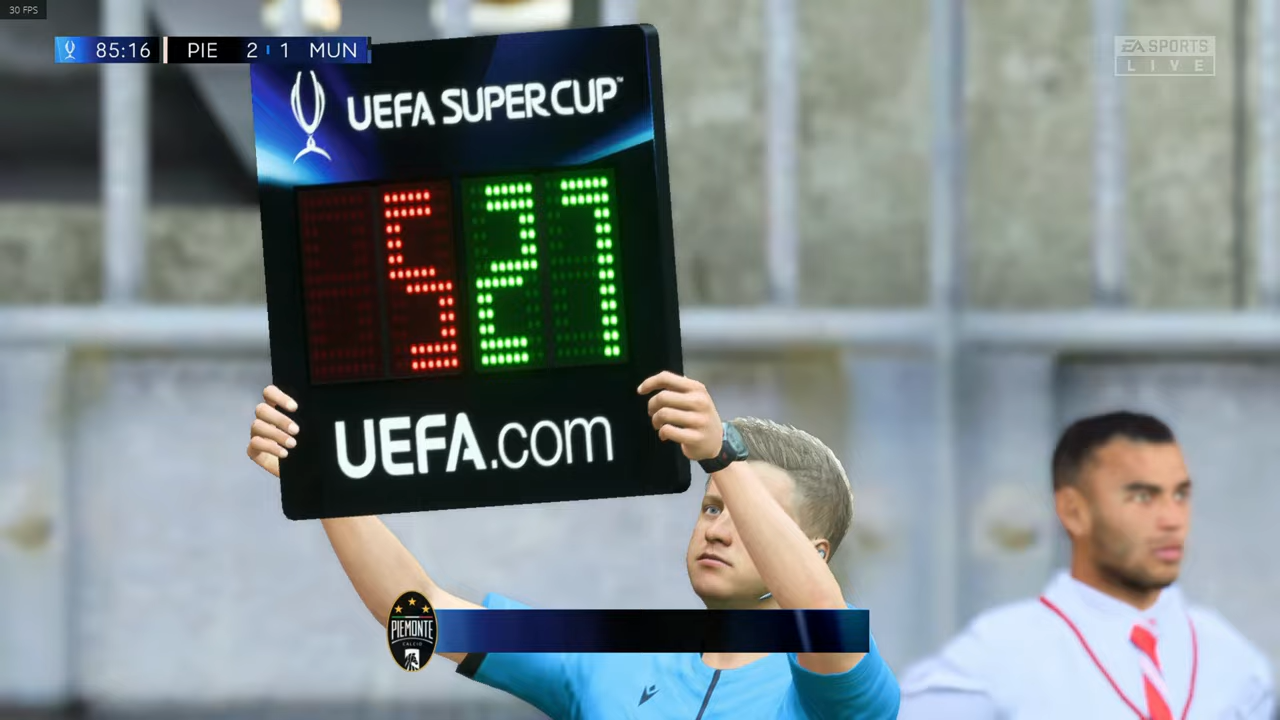 30 FPS
85:16 PIE 2 1 MUN
EA SPORTS
LIVE
UEFA SUPER CUP™
5 27
UEFA.com
PIEMONTE
CALCIO